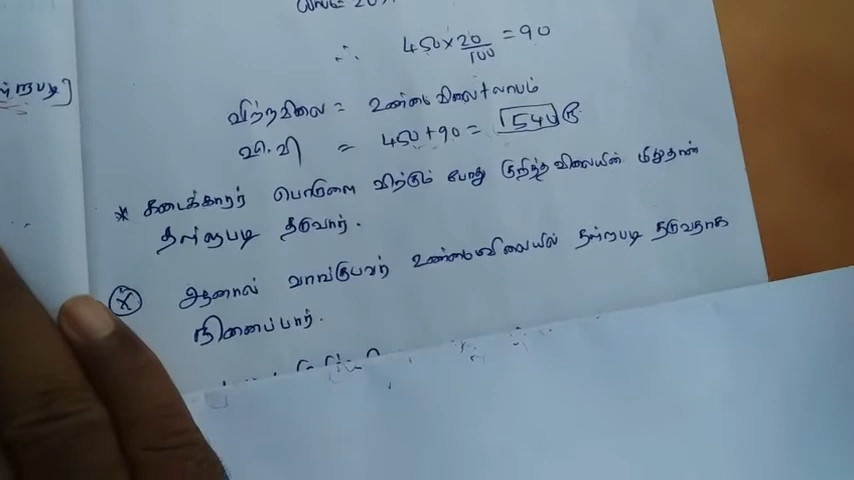 ∴ 450 × 20/100 = 90
விற்றவிலை = உண்மை விலை + லாபம்
வி.வி = 450 + 90 = 540 ரூ
* கடைக்காரர் பொருளை விற்கும் போது குறித்த விலையின் மீதுதான்
தள்ளுபடி தருவார்.
* ஆனால் வாங்குபவர் உண்மைவிலையில் தள்ளுபடி தருவதாக
நினைப்பார்.